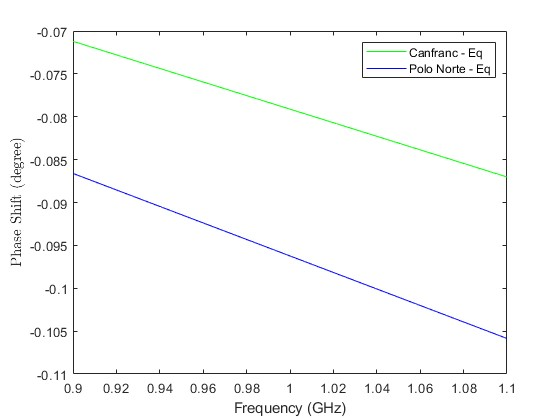 -0.07
-0.075
-0.08
-0.085
-0.09
-0.095
-0.1
-0.105
-0.11
Phase Shift (degree)
Canfranc - Eq
Polo Norte - Eq
0.9 0.92 0.94 0.96 0.98 1 1.02 1.04 1.06 1.08 1.1
Frequency (GHz)